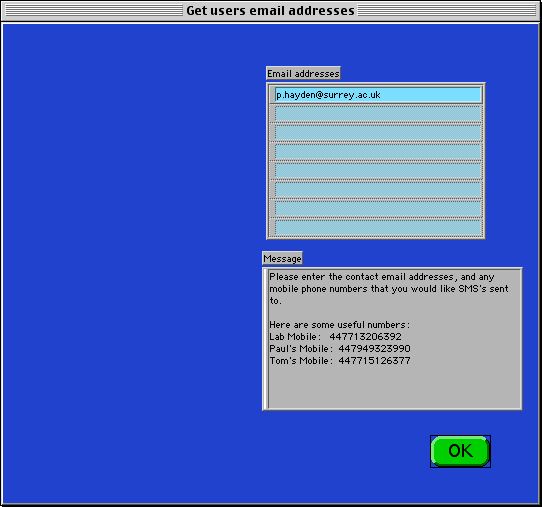 Get users email addresses
Email addresses
p.hayden@surrey.ac.uk
Message
Please enter the contact email addresses, and any
mobile phone numbers that you would like SMS's sent
to.
Here are some useful numbers:
Lab Mobile: 447713206392
Paul's Mobile: 447949323990
Tom's Mobile: 447715126377
OK